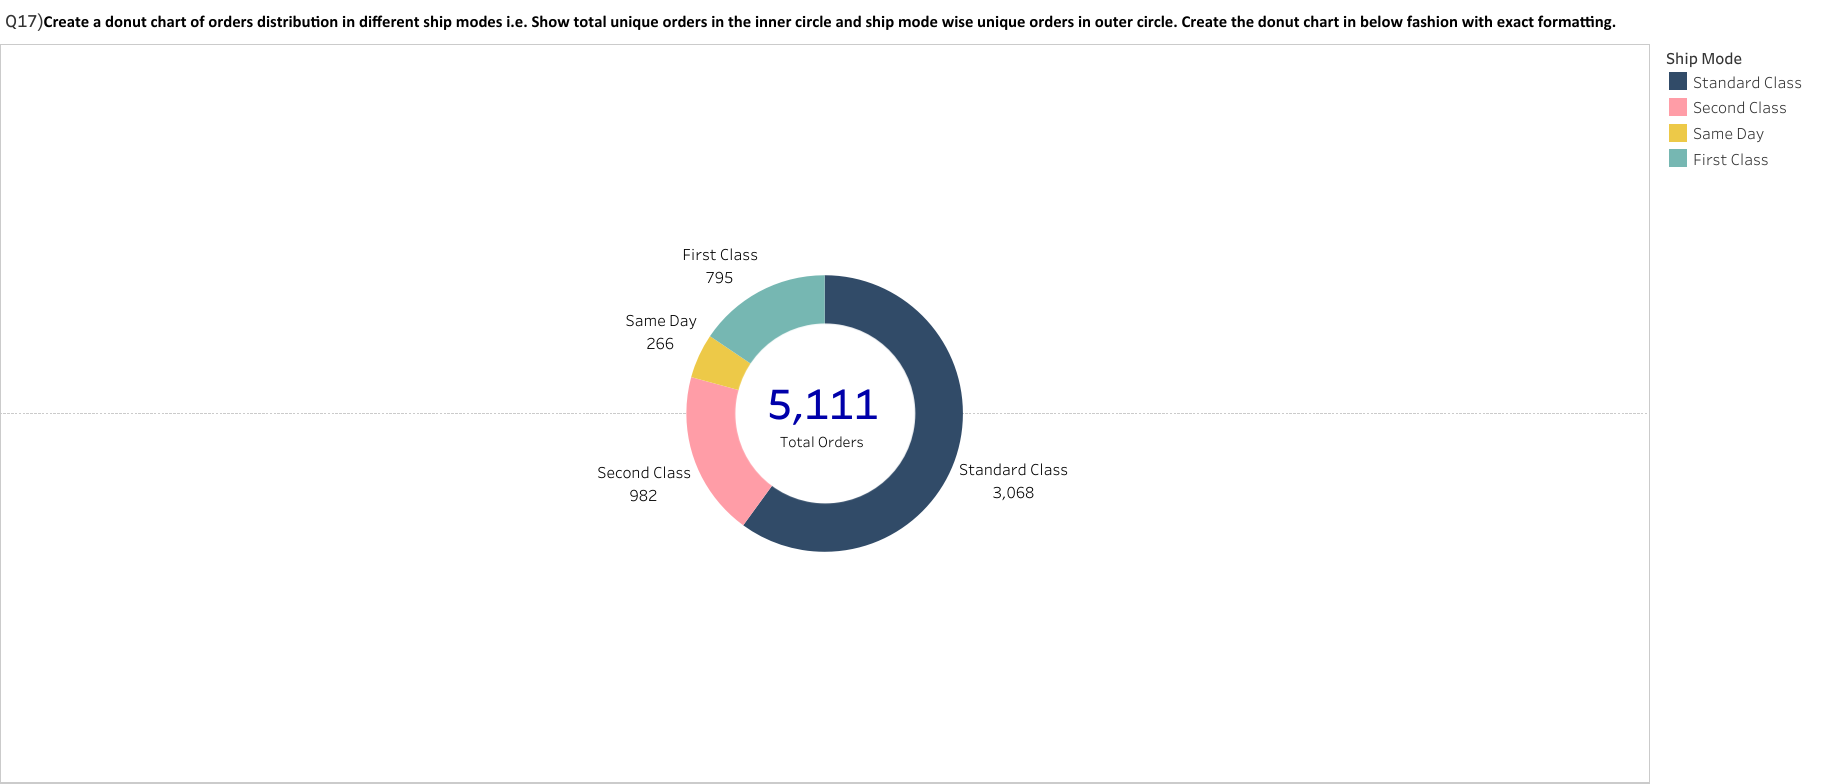 Q17)Create a donut chart of orders distribution in different ship modes i.e. Show total unique orders in the inner circle and ship mode wise unique orders in outer circle. Create the donut chart in below fashion with exact formatting.
Ship Mode
Standard Class
Second Class
Same Day
First Class
First Class
795
Same Day
266
5,111
Total Orders
Second Class
982
Standard Class
3,068